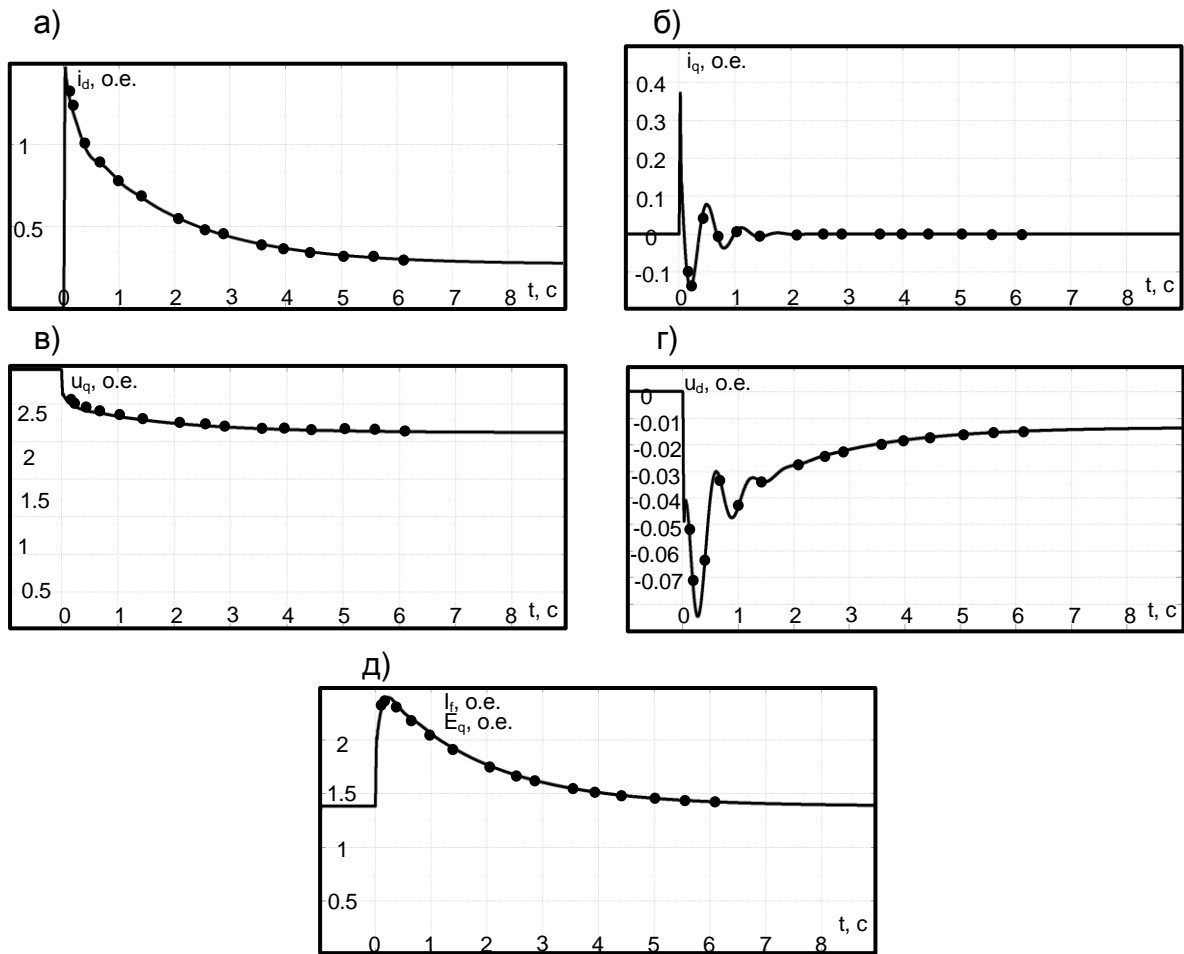 а)
i_d, о.е.
1
0.5
0 1 2 3 4 5 6 7 8 t, с
б)
i_q, о.е.
0.4
0.3
0.2
0.1
0
-0.1
0 1 2 3 4 5 6 7 8 t, с
в)
u_q, о.е.
2.5
2
1.5
1
0.5
0 1 2 3 4 5 6 7 8 t, с
г)
u_d, о.е.
0
-0.01
-0.02
-0.03
-0.04
-0.05
-0.06
-0.07
0 1 2 3 4 5 6 7 8 t, с
д)
I_f, о.е.
E_q, о.е.
2
1.5
1
0.5
0 1 2 3 4 5 6 7 8 t, с